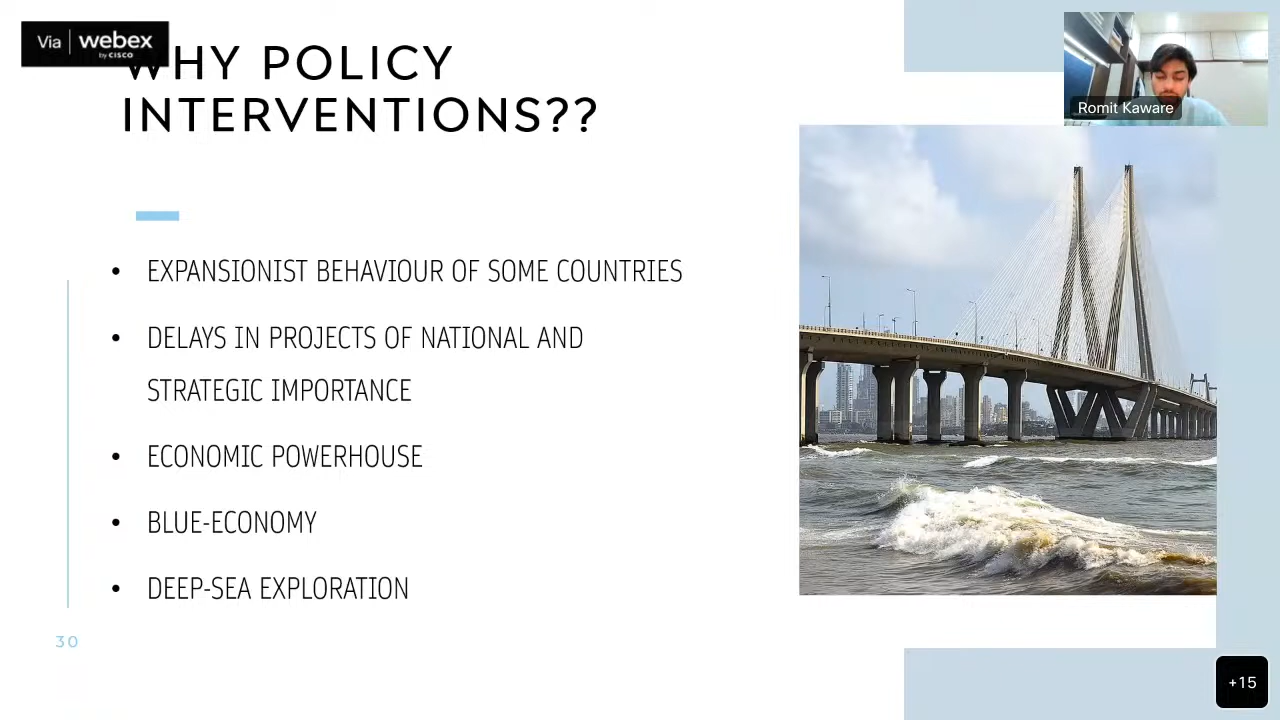 Via webex
by CISCO
WHY POLICY
INTERVENTIONS??
Romit Kaware
• EXPANSIONIST BEHAVIOUR OF SOME COUNTRIES
• DELAYS IN PROJECTS OF NATIONAL AND
STRATEGIC IMPORTANCE
• ECONOMIC POWERHOUSE
• BLUE-ECONOMY
• DEEP-SEA EXPLORATION
30
+15